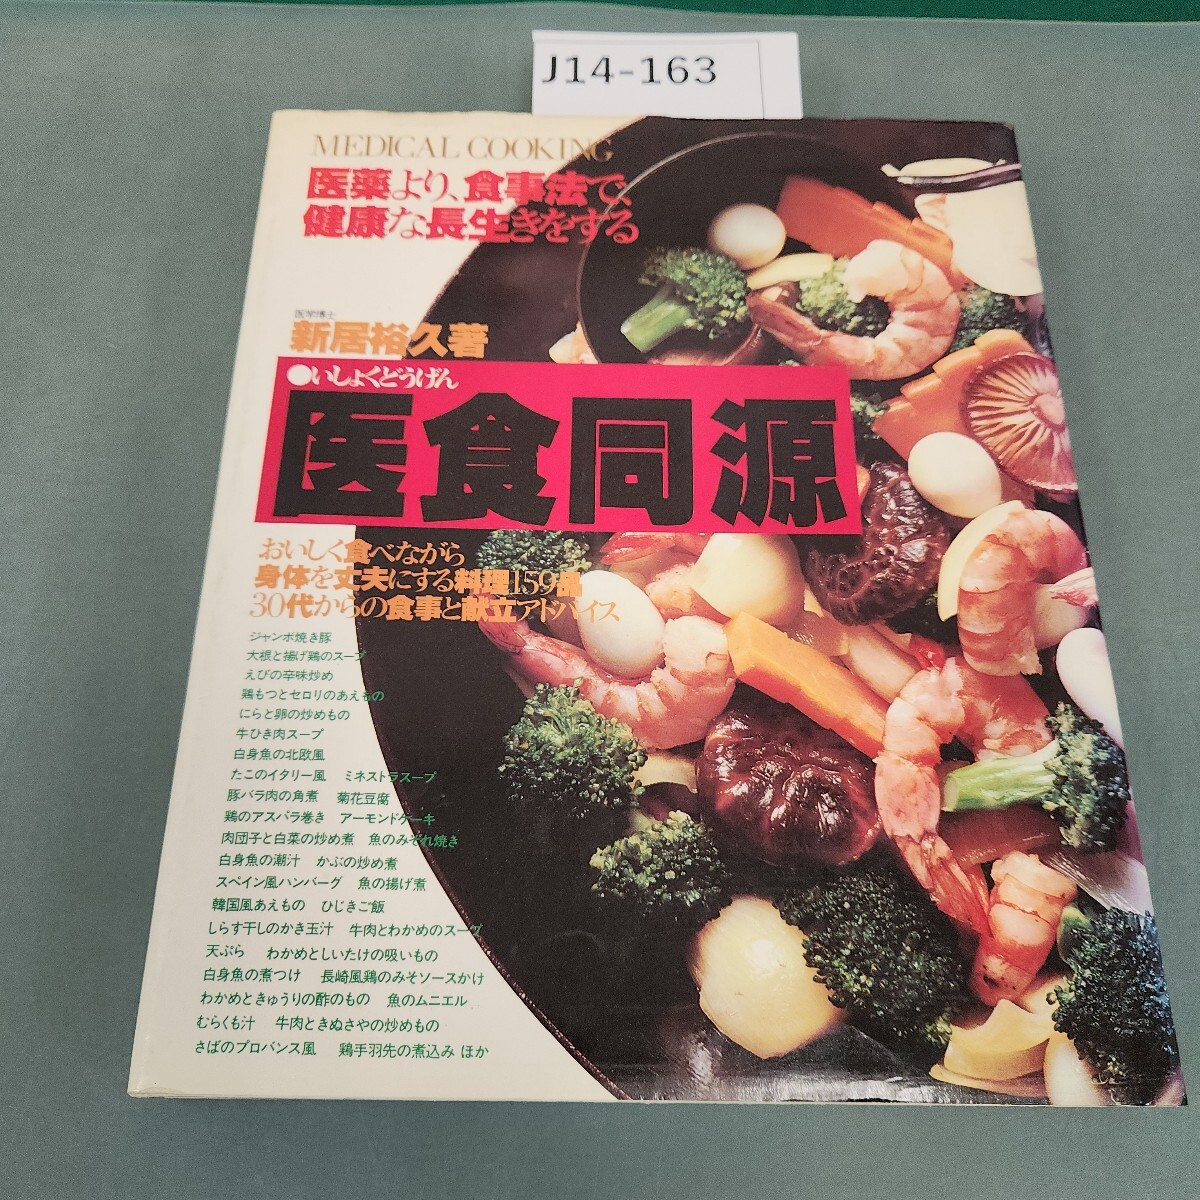 J14-163
MEDICAL COOKING
医薬より、食事法で、
健康な長生きをする
医学博士
新居裕久著
●いしょくどうげん
医食同源
おいしく食べながら
身体を丈夫にする料理159品
30代からの食事と献立アドバイス
ジャンボ焼き豚
大根と揚げ鶏のスープ
えびの辛味炒め
鶏もつとセロリのあえもの
にらと卵の炒めもの
牛ひき肉スープ
白身魚の北欧風
たこのイタリー風 ミネストラスープ
豚バラ肉の角煮 菊花豆腐
鶏のアスパラ巻き アーモンドケーキ
肉団子と白菜の炒め煮 魚のみぞれ焼き
白身魚の潮汁 かぶの炒め煮
スペイン風ハンバーグ 魚の揚げ煮
韓国風あえもの ひじきご飯
しらす干しのかき玉汁 牛肉とわかめのスープ
天ぷら わかめとしいたけの吸いもの
白身魚の煮つけ 長崎風鶏のみそソースかけ
わかめときゅうりの酢のもの 魚のムニエル
むらくも汁 牛肉ときぬさやの炒めもの
さばのプロバンス風 鶏手羽先の煮込み ほか